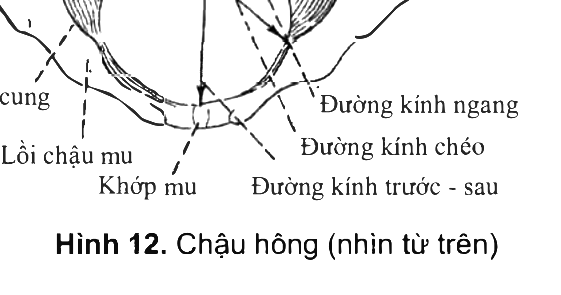 cung
Đường kính ngang
Lồi chậu mu
Đường kính chéo
Khớp mu
Đường kính trước - sau
Hình 12. Chậu hông (nhìn từ trên)